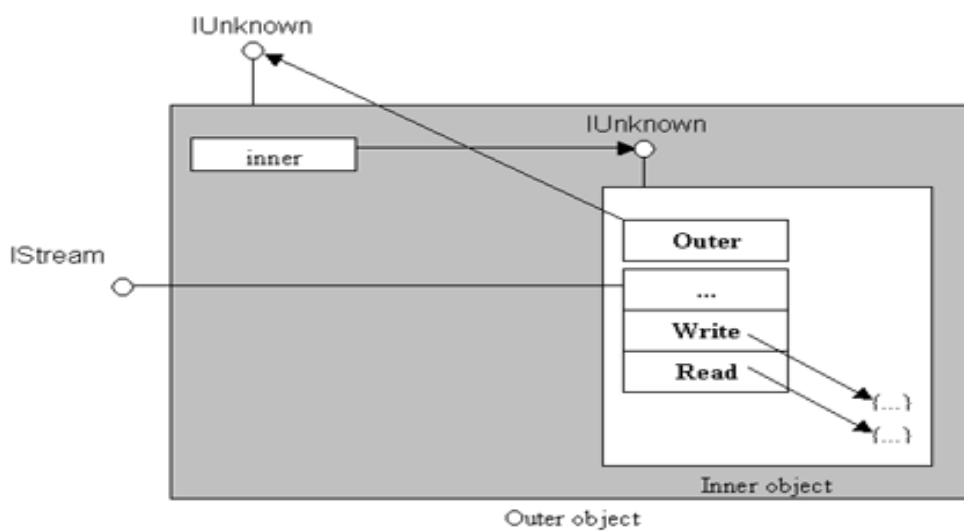 IUnknown
IUnknown
inner
Outer
IStream
...
Write
Read
{...}
{...}
Inner object
Outer object